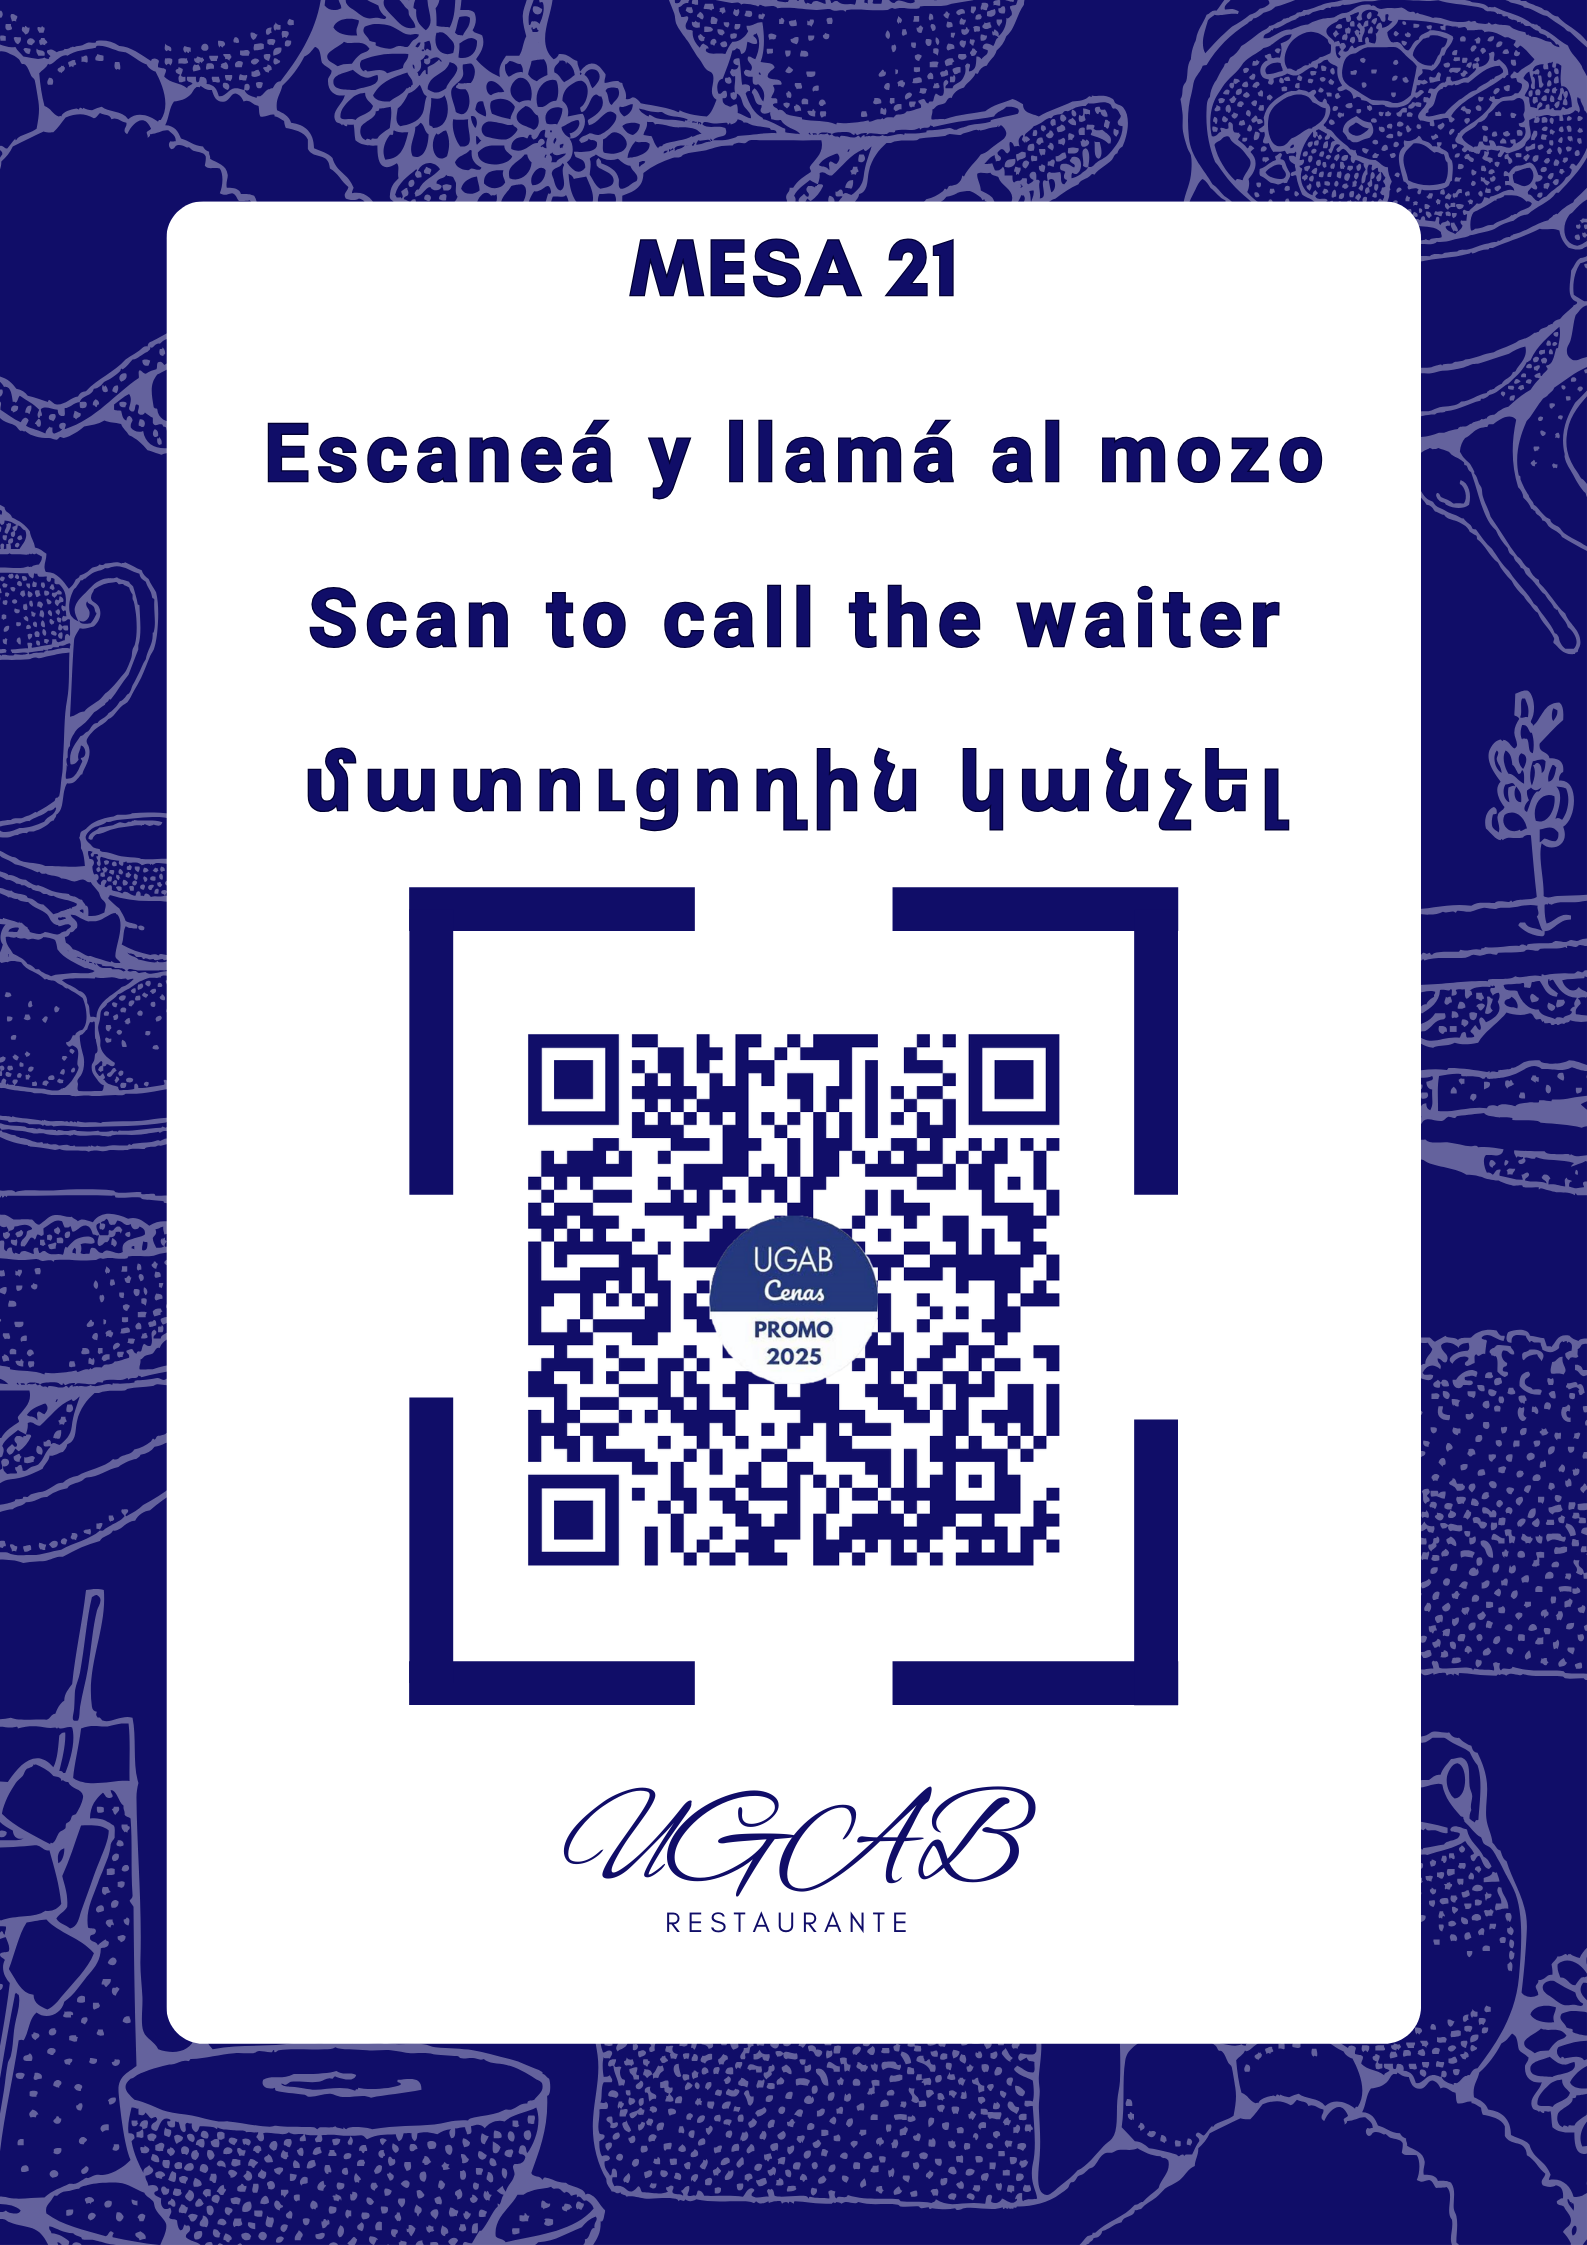 MESA 21
Escaneá y llamá al mozo
Scan to call the waiter
մատուցողին կանչել
UGAB
Cenas
PROMO
2025
UGAB
RESTAURANTE